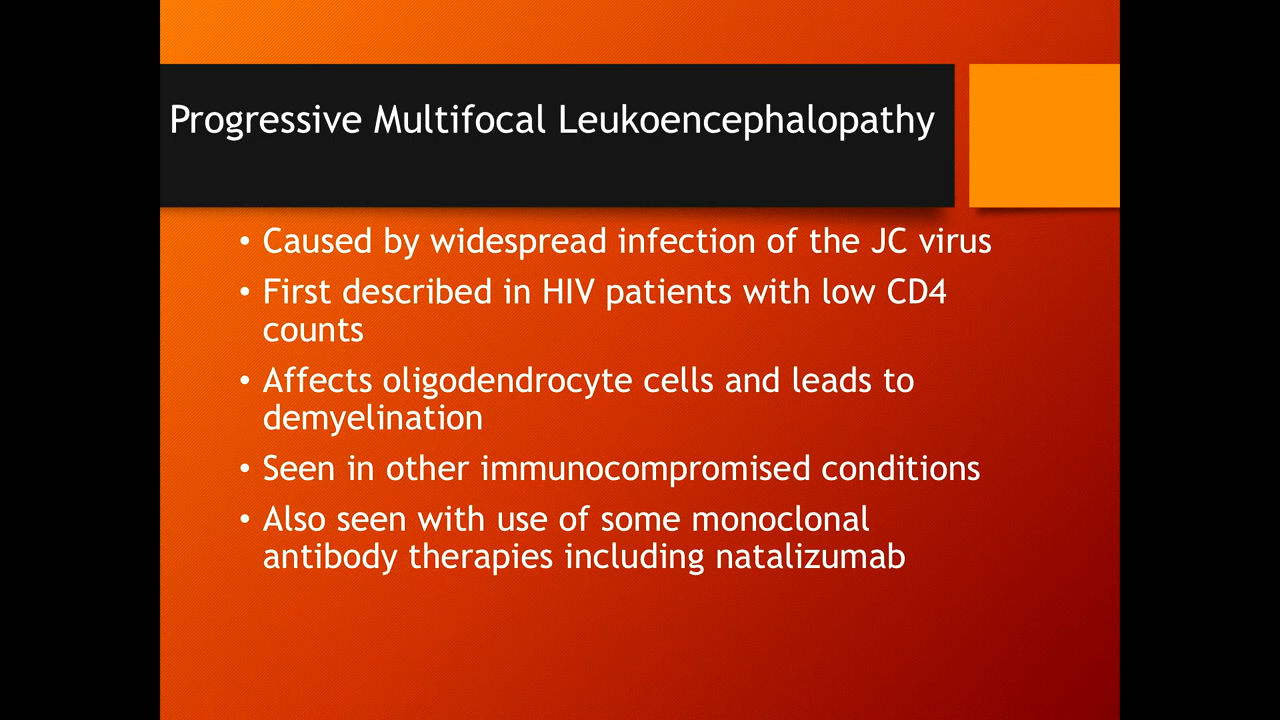 Progressive Multifocal Leukoencephalopathy
• Caused by widespread infection of the JC virus
• First described in HIV patients with low CD4
counts
• Affects oligodendrocyte cells and leads to
demyelination
• Seen in other immunocompromised conditions
• Also seen with use of some monoclonal
antibody therapies including natalizumab